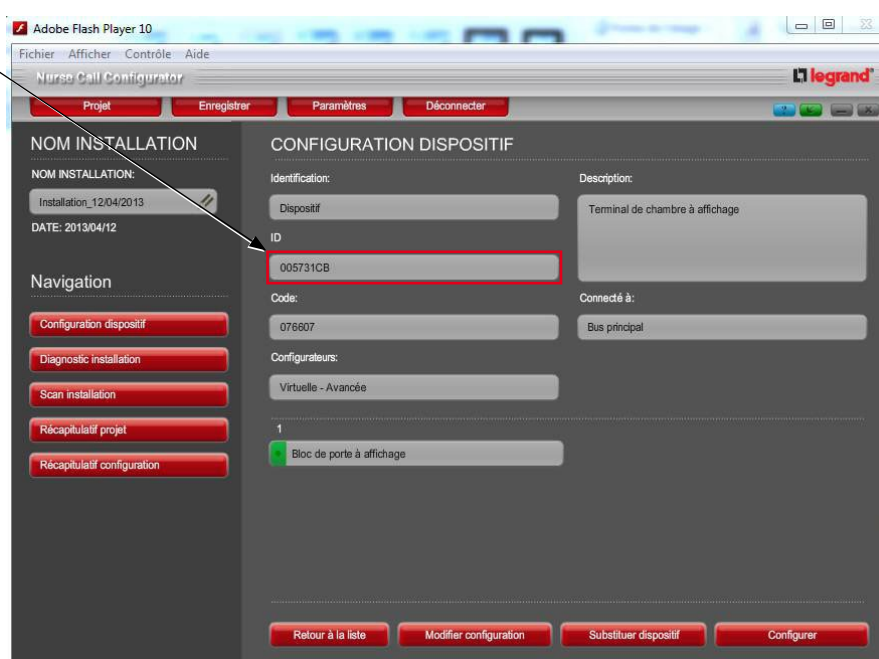 Adobe Flash Player 10
Fichier Afficher Contrôle Aide
Nurse Call Configurator
legrand
Projet Enregistrer Paramètres Déconnecter
NOM INSTALLATION
NOM INSTALLATION:
Installation_12/04/2013
DATE: 2013/04/12
Navigation
Configuration dispositif
Diagnostic installation
Scan installation
Récapitulatif projet
Récapitulatif configuration
CONFIGURATION DISPOSITIF
Identification:
Dispositif
ID
005731CB
Code:
076607
Configurateurs:
Virtuelle - Avancée
Description:
Terminal de chambre à affichage
Connecté à:
Bus principal
1
Bloc de porte à affichage
Retour à la liste Modifier configuration Substituer dispositif Configurer